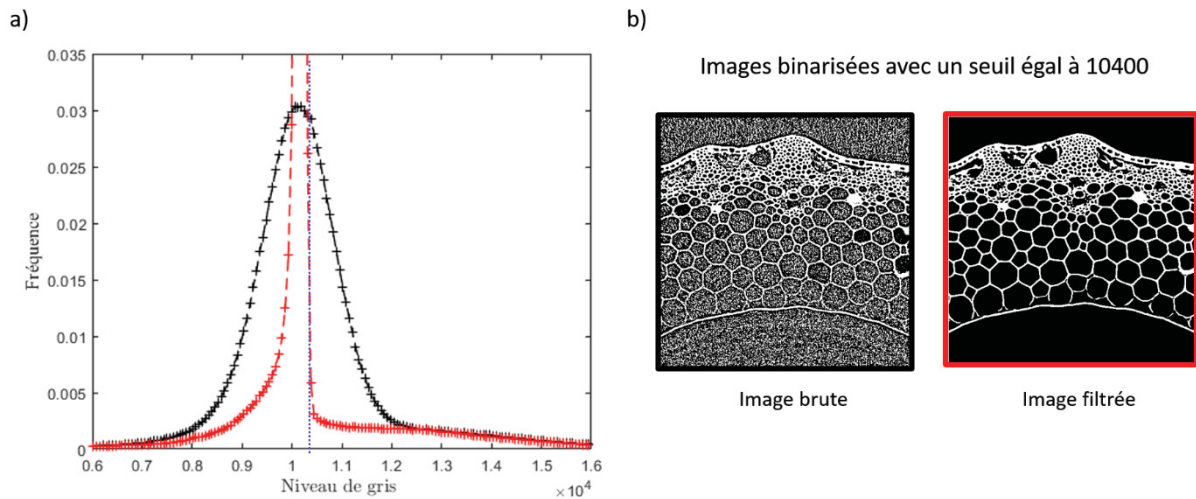 a)
0.035
0.03
0.025
0.02
0.015
0.01
0.005
0
Fréquence
0.6 0.7 0.8 0.9 1 1.1 1.2 1.3 1.4 1.5 1.6
Niveau de gris
×10⁴
b)
Images binarisées avec un seuil égal à 10400
Image brute
Image filtrée